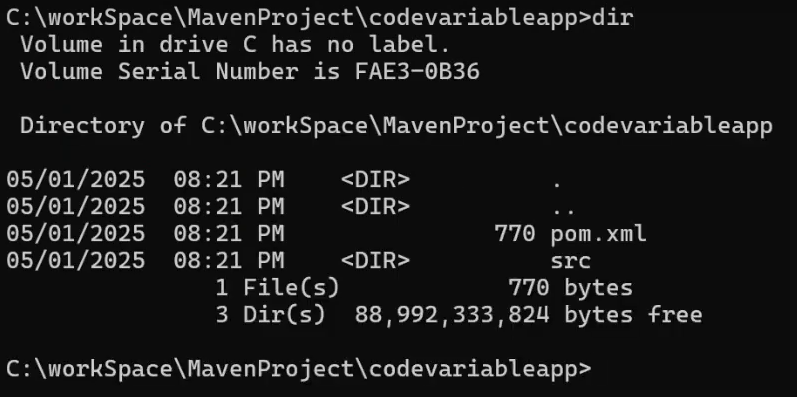 C:\workSpace\MavenProject\codevariableapp>dir
 Volume in drive C has no label.
 Volume Serial Number is FAE3-0B36

 Directory of C:\workSpace\MavenProject\codevariableapp

05/01/2025  08:21 PM    <DIR>          .
05/01/2025  08:21 PM    <DIR>          ..
05/01/2025  08:21 PM               770 pom.xml
05/01/2025  08:21 PM    <DIR>          src
               1 File(s)            770 bytes
               3 Dir(s)  88,992,333,824 bytes free

C:\workSpace\MavenProject\codevariableapp>